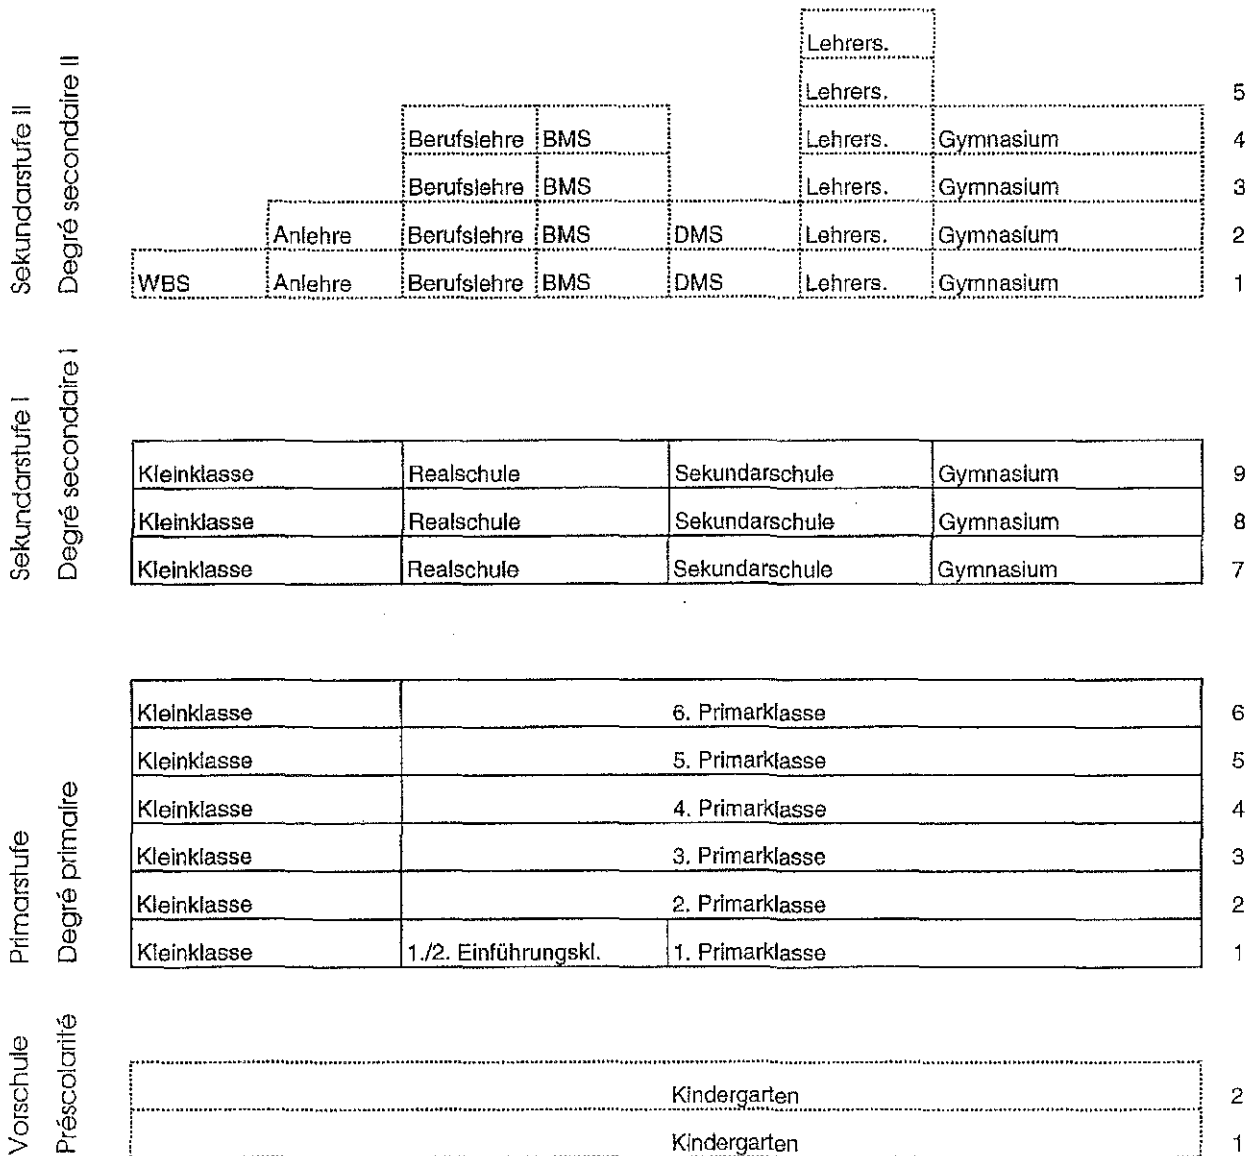 Sekundarstufe II
Degré secondaire II
Lehrers.
Lehrers. 5
Berufslehre BMS Lehrers. Gymnasium 4
Berufslehre BMS Lehrers. Gymnasium 3
Anlehre Berufslehre BMS DMS Lehrers. Gymnasium 2
WBS Anlehre Berufslehre BMS DMS Lehrers. Gymnasium 1
Sekundarstufe I
Degré secondaire I
Kleinklasse Realschule Sekundarschule Gymnasium 9
Kleinklasse Realschule Sekundarschule Gymnasium 8
Kleinklasse Realschule Sekundarschule Gymnasium 7
Primarstufe
Degré primaire
Kleinklasse 6. Primarklasse 6
Kleinklasse 5. Primarklasse 5
Kleinklasse 4. Primarklasse 4
Kleinklasse 3. Primarklasse 3
Kleinklasse 2. Primarklasse 2
Kleinklasse 1./2. Einführungskl. 1. Primarklasse 1
Vorschule
Préscolarité
Kindergarten 2
Kindergarten 1